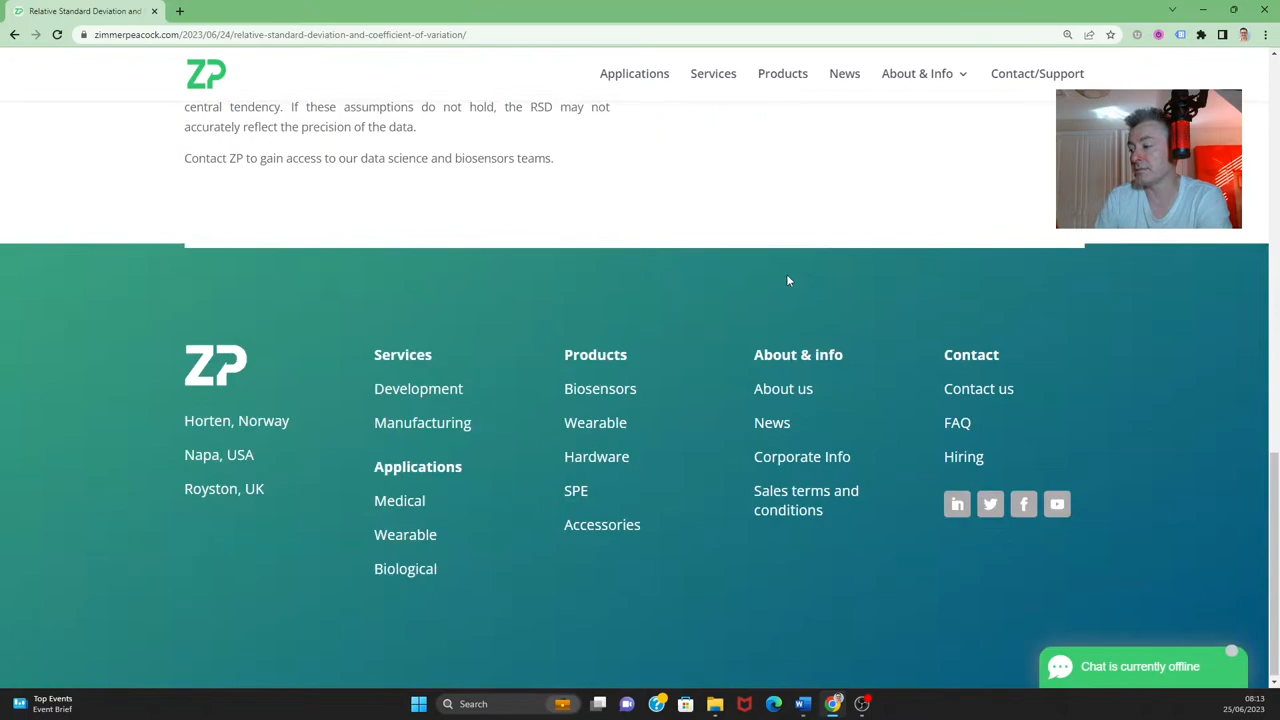 Relative Standard Deviation and
zimmerpeacock.com/2023/06/24/relative-standard-deviation-and-coefficient-of-variation/
ZP
Applications
Services
Products
News
About & Info
Contact/Support
central tendency. If these assumptions do not hold, the RSD may not
accurately reflect the precision of the data.
Contact ZP to gain access to our data science and biosensors teams.
ZP
Horten, Norway
Napa, USA
Royston, UK
Services
Development
Manufacturing
Applications
Medical
Wearable
Biological
Products
Biosensors
Wearable
Hardware
SPE
Accessories
About & info
About us
News
Corporate Info
Sales terms and
conditions
Contact
Contact us
FAQ
Hiring
Chat is currently offline
Top Events
Event Brief
Search
08:13
25/06/2023